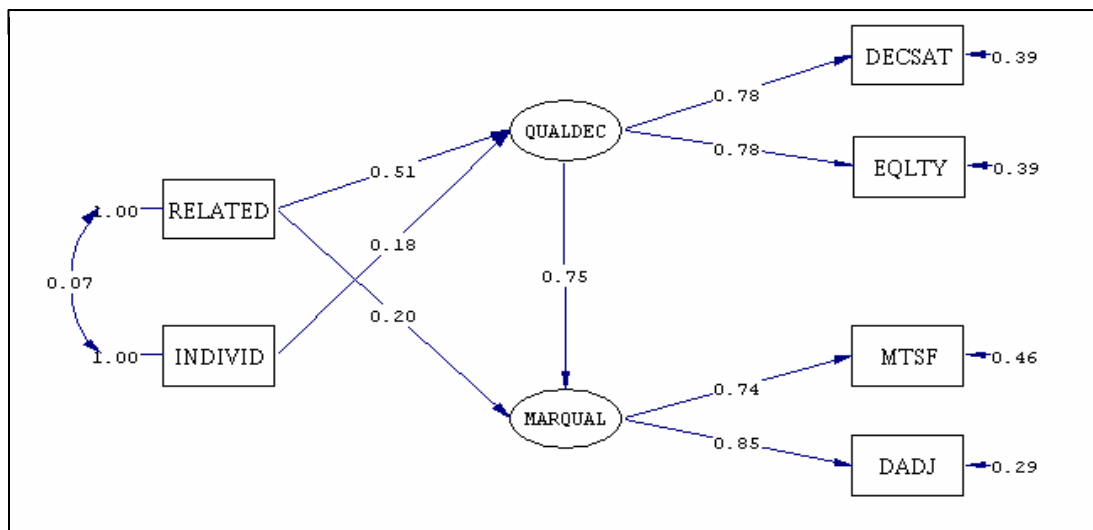 DECSAT
0.39
0.78
QUALDEC
0.78
EQLTY
0.39
0.51
1.00
RELATED
0.18
0.07
0.75
0.20
1.00
INDIVID
MTSF
0.46
0.74
MARQUAL
0.85
DADJ
0.29